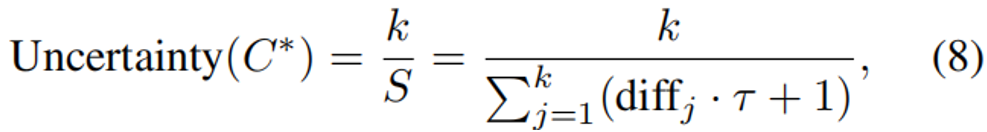 Uncertainty(C*) = k/S = k/∑_{j=1}^{k}(diff_j · τ + 1), (8)